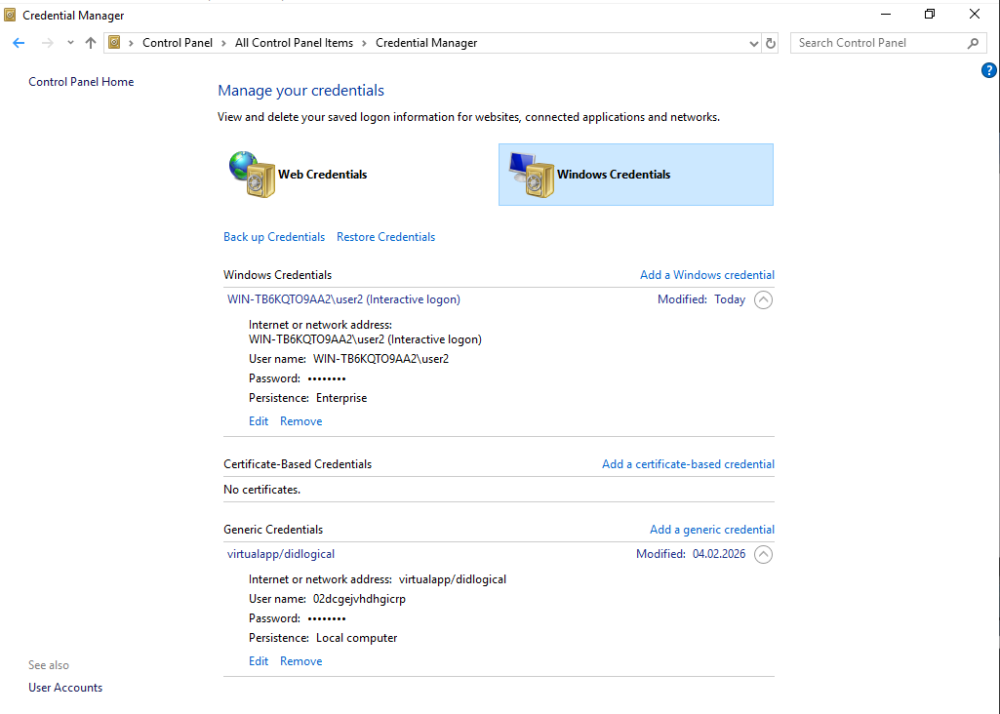 Credential Manager
Control Panel > All Control Panel Items > Credential Manager
Search Control Panel
?
Control Panel Home
Manage your credentials
View and delete your saved logon information for websites, connected applications and networks.
Web Credentials
Windows Credentials
Back up Credentials Restore Credentials
Windows Credentials Add a Windows credential
WIN-TB6KQTO9AA2\user2 (Interactive logon) Modified: Today
Internet or network address:
WIN-TB6KQTO9AA2\user2 (Interactive logon)
User name: WIN-TB6KQTO9AA2\user2
Password: ••••••••
Persistence: Enterprise
Edit Remove
Certificate-Based Credentials Add a certificate-based credential
No certificates.
Generic Credentials Add a generic credential
virtualapp/didlogical Modified: 04.02.2026
Internet or network address: virtualapp/didlogical
User name: 02dcgejvhdhgicrp
Password: ••••••••
Persistence: Local computer
Edit Remove
See also
User Accounts